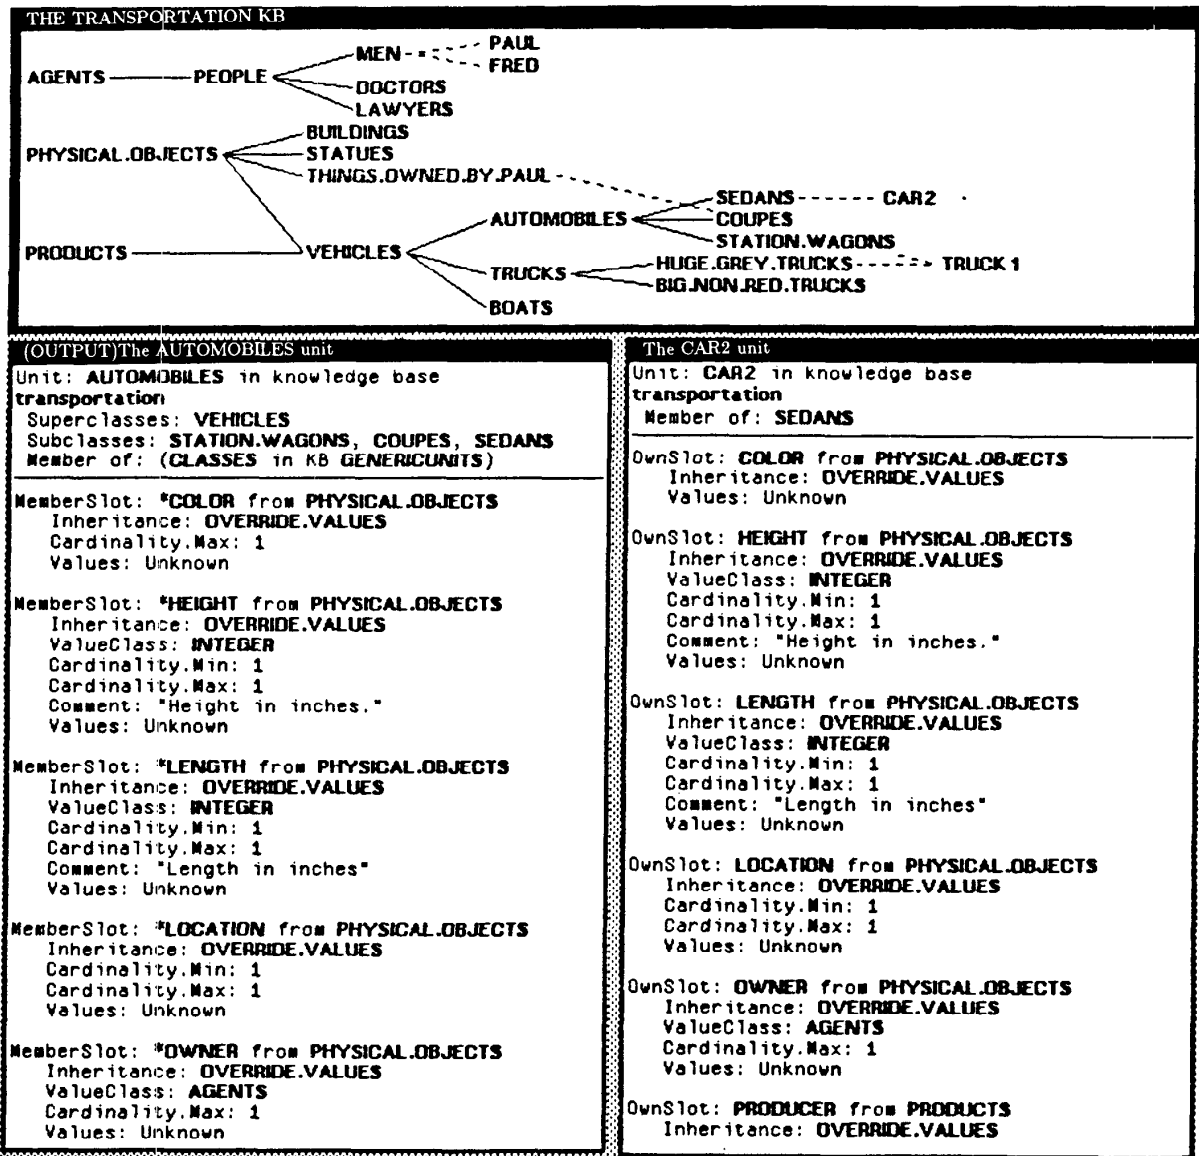 THE TRANSPORTATION KB
MEN
PAUL
FRED
AGENTS
PEOPLE
DOCTORS
LAWYERS
BUILDINGS
PHYSICAL.OBJECTS
STATUES
THINGS.OWNED.BY.PAUL
SEDANS
CAR2
AUTOMOBILES
COUPES
STATION.WAGONS
PRODUCTS
VEHICLES
HUGE.GREY.TRUCKS
TRUCK1
TRUCKS
BIG.NON.RED.TRUCKS
BOATS
(OUTPUT)The AUTOMOBILES unit
Unit: AUTOMOBILES in knowledge base
transportation
Superclasses: VEHICLES
Subclasses: STATION.WAGONS, COUPES, SEDANS
Member of: (CLASSES in KB GENERICUNITS)
MemberSlot: *COLOR from PHYSICAL.OBJECTS
Inheritance: OVERRIDE.VALUES
Cardinality.Max: 1
Values: Unknown
MemberSlot: *HEIGHT from PHYSICAL.OBJECTS
Inheritance: OVERRIDE.VALUES
ValueClass: INTEGER
Cardinality.Min: 1
Cardinality.Max: 1
Comment: "Height in inches."
Values: Unknown
MemberSlot: *LENGTH from PHYSICAL.OBJECTS
Inheritance: OVERRIDE.VALUES
ValueClass: INTEGER
Cardinality.Min: 1
Cardinality.Max: 1
Comment: "Length in inches"
Values: Unknown
MemberSlot: *LOCATION from PHYSICAL.OBJECTS
Inheritance: OVERRIDE.VALUES
Cardinality.Min: 1
Cardinality.Max: 1
Values: Unknown
MemberSlot: *OWNER from PHYSICAL.OBJECTS
Inheritance: OVERRIDE.VALUES
ValueClass: AGENTS
Cardinality.Max: 1
Values: Unknown
The CAR2 unit
Unit: CAR2 in knowledge base
transportation
Member of: SEDANS
OwnSlot: COLOR from PHYSICAL.OBJECTS
Inheritance: OVERRIDE.VALUES
Values: Unknown
OwnSlot: HEIGHT from PHYSICAL.OBJECTS
Inheritance: OVERRIDE.VALUES
ValueClass: INTEGER
Cardinality.Min: 1
Cardinality.Max: 1
Comment: "Height in inches."
Values: Unknown
OwnSlot: LENGTH from PHYSICAL.OBJECTS
Inheritance: OVERRIDE.VALUES
ValueClass: INTEGER
Cardinality.Min: 1
Cardinality.Max: 1
Comment: "Length in inches"
Values: Unknown
OwnSlot: LOCATION from PHYSICAL.OBJECTS
Inheritance: OVERRIDE.VALUES
Cardinality.Min: 1
Cardinality.Max: 1
Values: Unknown
OwnSlot: OWNER from PHYSICAL.OBJECTS
Inheritance: OVERRIDE.VALUES
ValueClass: AGENTS
Cardinality.Max: 1
Values: Unknown
OwnSlot: PRODUCER from PRODUCTS
Inheritance: OVERRIDE.VALUES